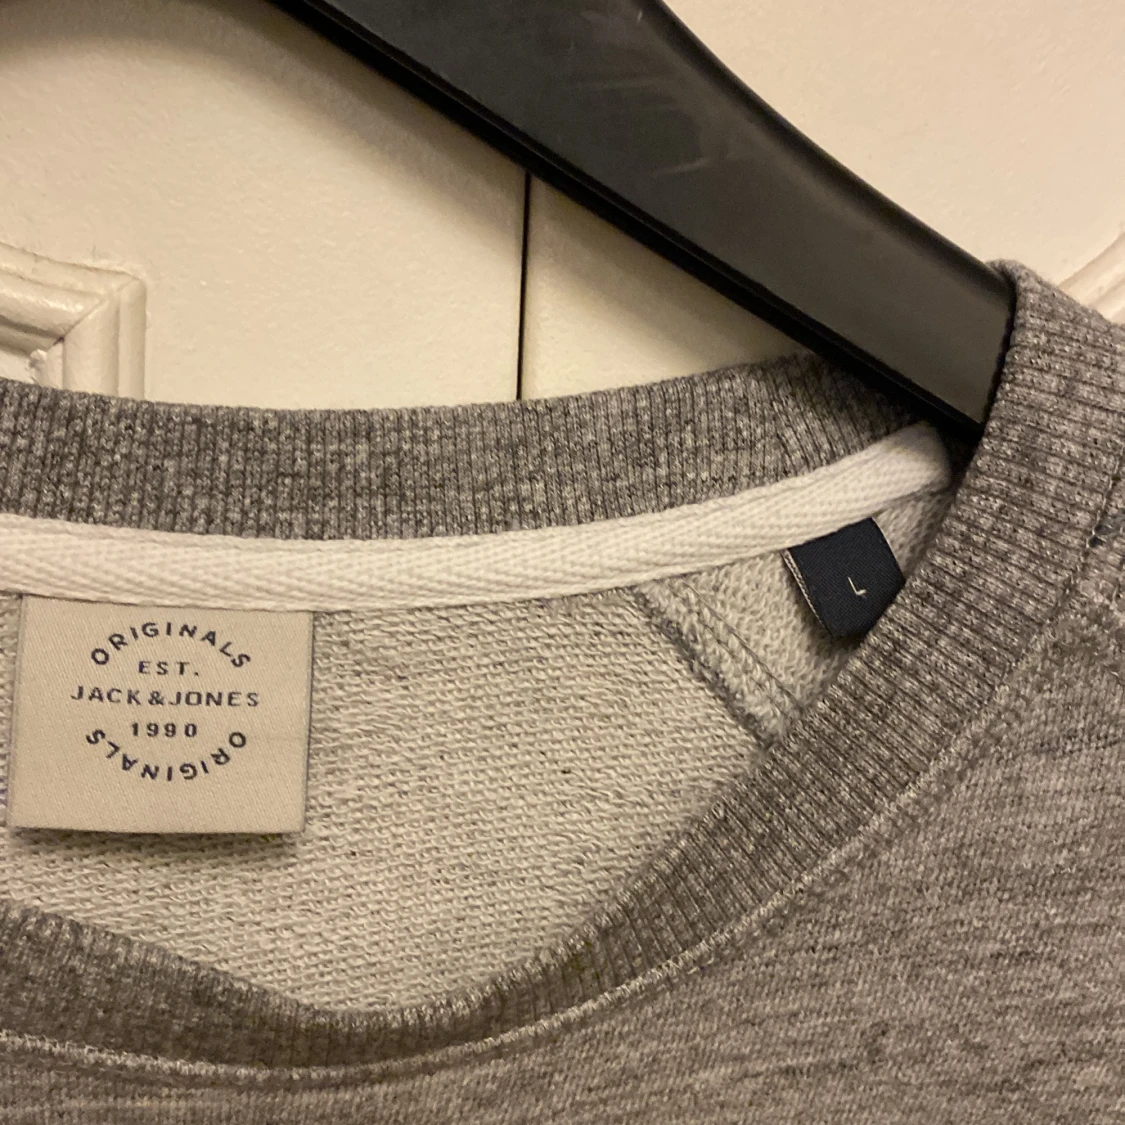 ORIGINALS
EST.
JACK & JONES
1990
ORIGINALS
L